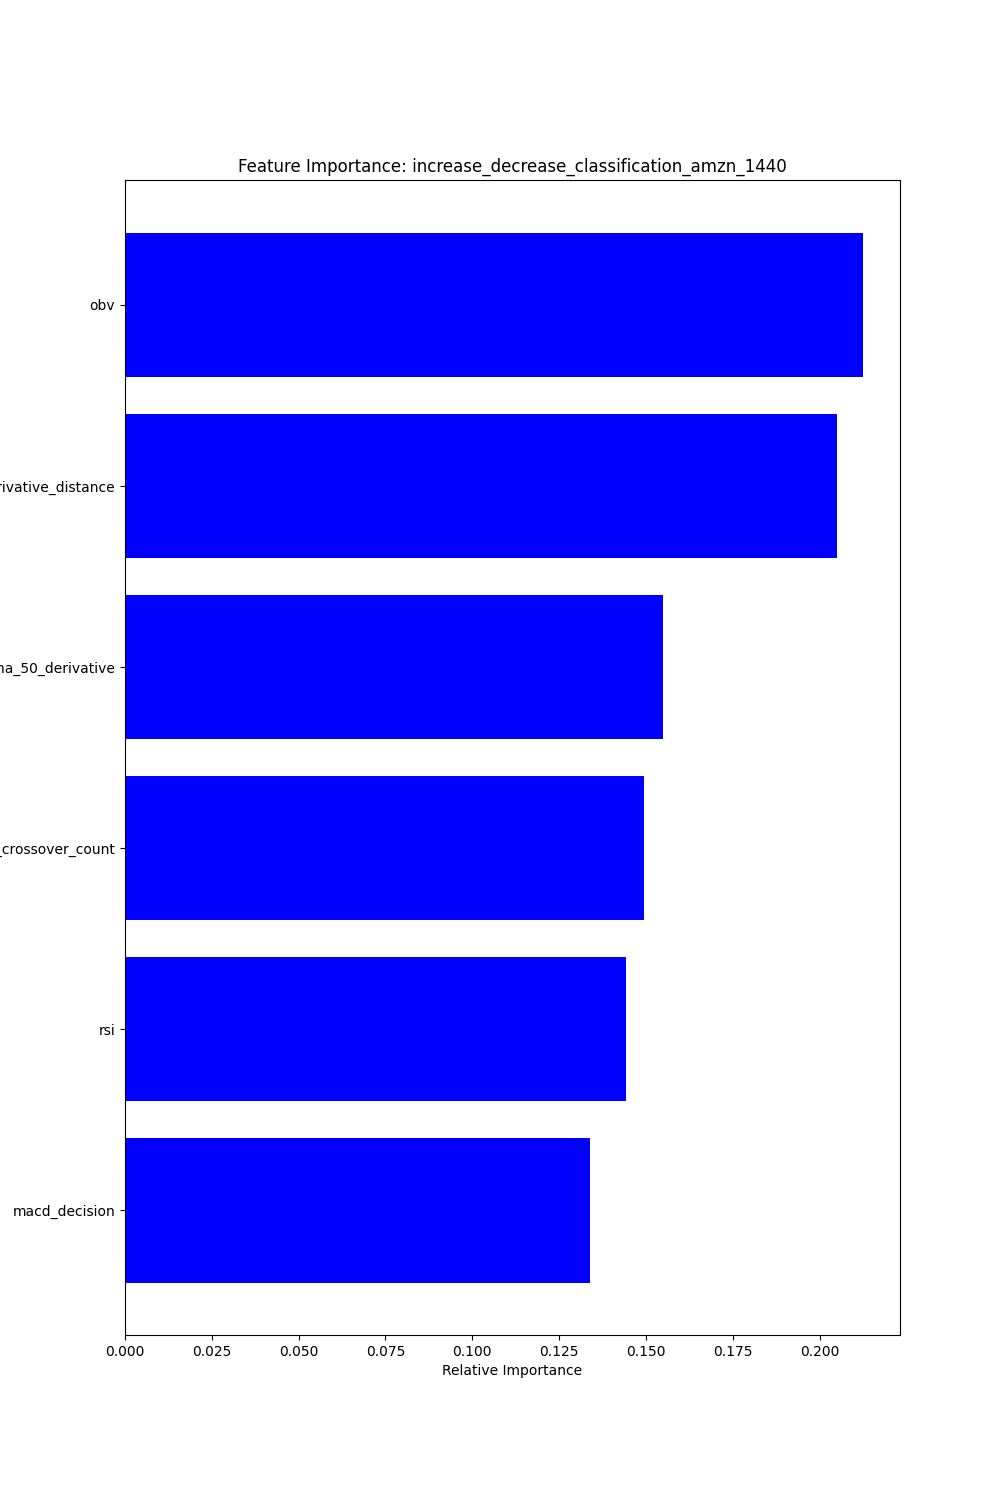 Feature Importance: increase_decrease_classification_amzn_1440
obv
rivative_distance
na_50_derivative
_crossover_count
rsi
macd_decision
0.000 0.025 0.050 0.075 0.100 0.125 0.150 0.175 0.200
Relative Importance